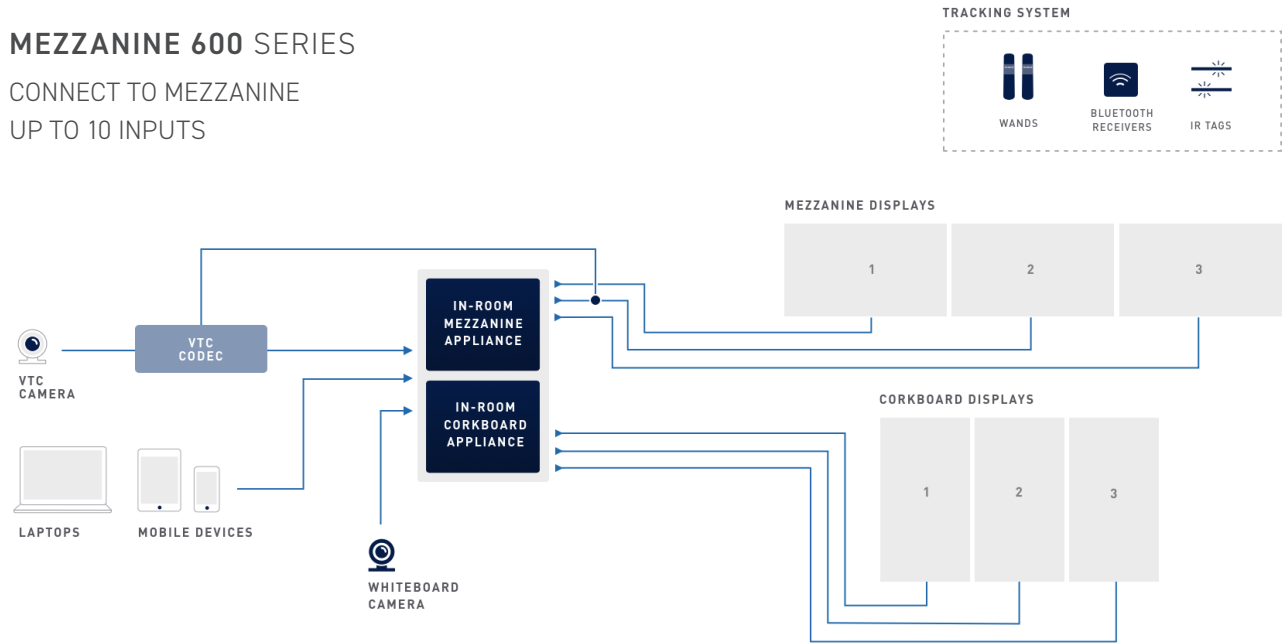 MEZZANINE 600 SERIES
CONNECT TO MEZZANINE
UP TO 10 INPUTS
TRACKING SYSTEM
WANDS
BLUETOOTH
RECEIVERS
IR TAGS
MEZZANINE DISPLAYS
1
2
3
IN-ROOM
MEZZANINE
APPLIANCE
VTC
CODEC
VTC
CAMERA
IN-ROOM
CORKBOARD
APPLIANCE
CORKBOARD DISPLAYS
1
2
3
LAPTOPS
MOBILE DEVICES
WHITEBOARD
CAMERA